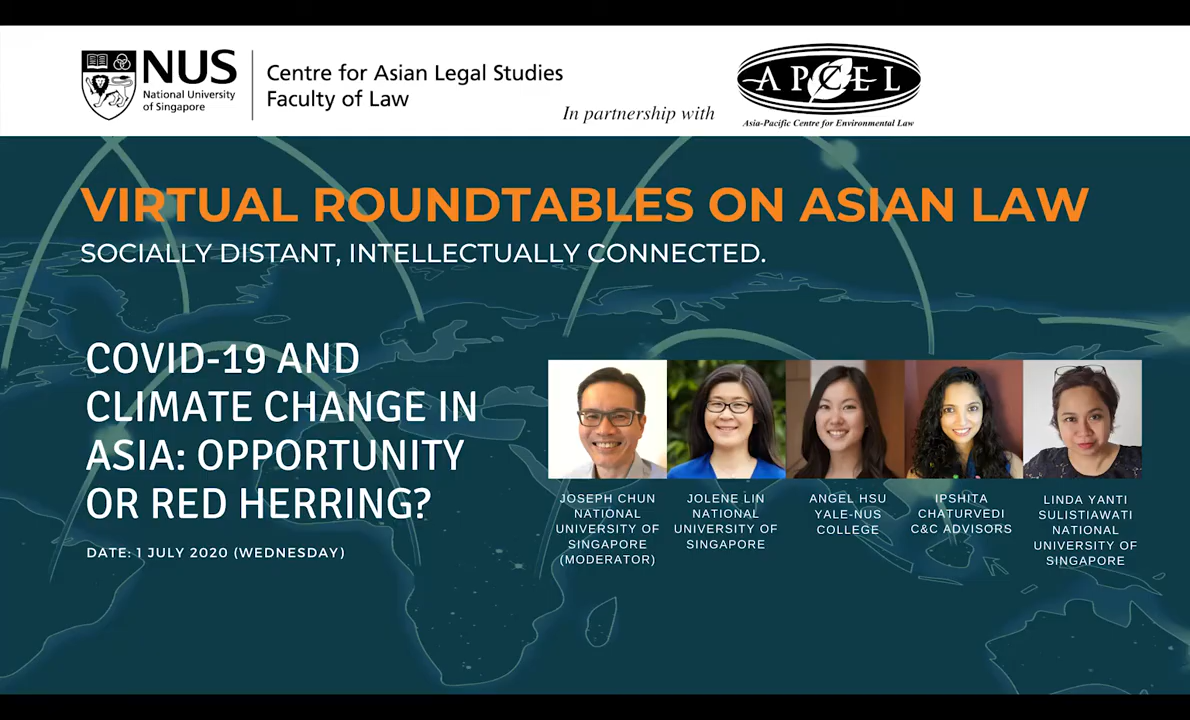 NUS
National University
of Singapore
Centre for Asian Legal Studies
Faculty of Law
In partnership with
APCEL
Asia-Pacific Centre for Environmental Law
VIRTUAL ROUNDTABLES ON ASIAN LAW
SOCIALLY DISTANT, INTELLECTUALLY CONNECTED.
COVID-19 AND
CLIMATE CHANGE IN
ASIA: OPPORTUNITY
OR RED HERRING?
DATE: 1 JULY 2020 (WEDNESDAY)
JOSEPH CHUN
NATIONAL
UNIVERSITY OF
SINGAPORE
(MODERATOR)
JOLENE LIN
NATIONAL
UNIVERSITY OF
SINGAPORE
ANGEL HSU
YALE-NUS
COLLEGE
IPSHITA
CHATURVEDI
C&C ADVISORS
LINDA YANTI
SULISTIAWATI
NATIONAL
UNIVERSITY OF
SINGAPORE